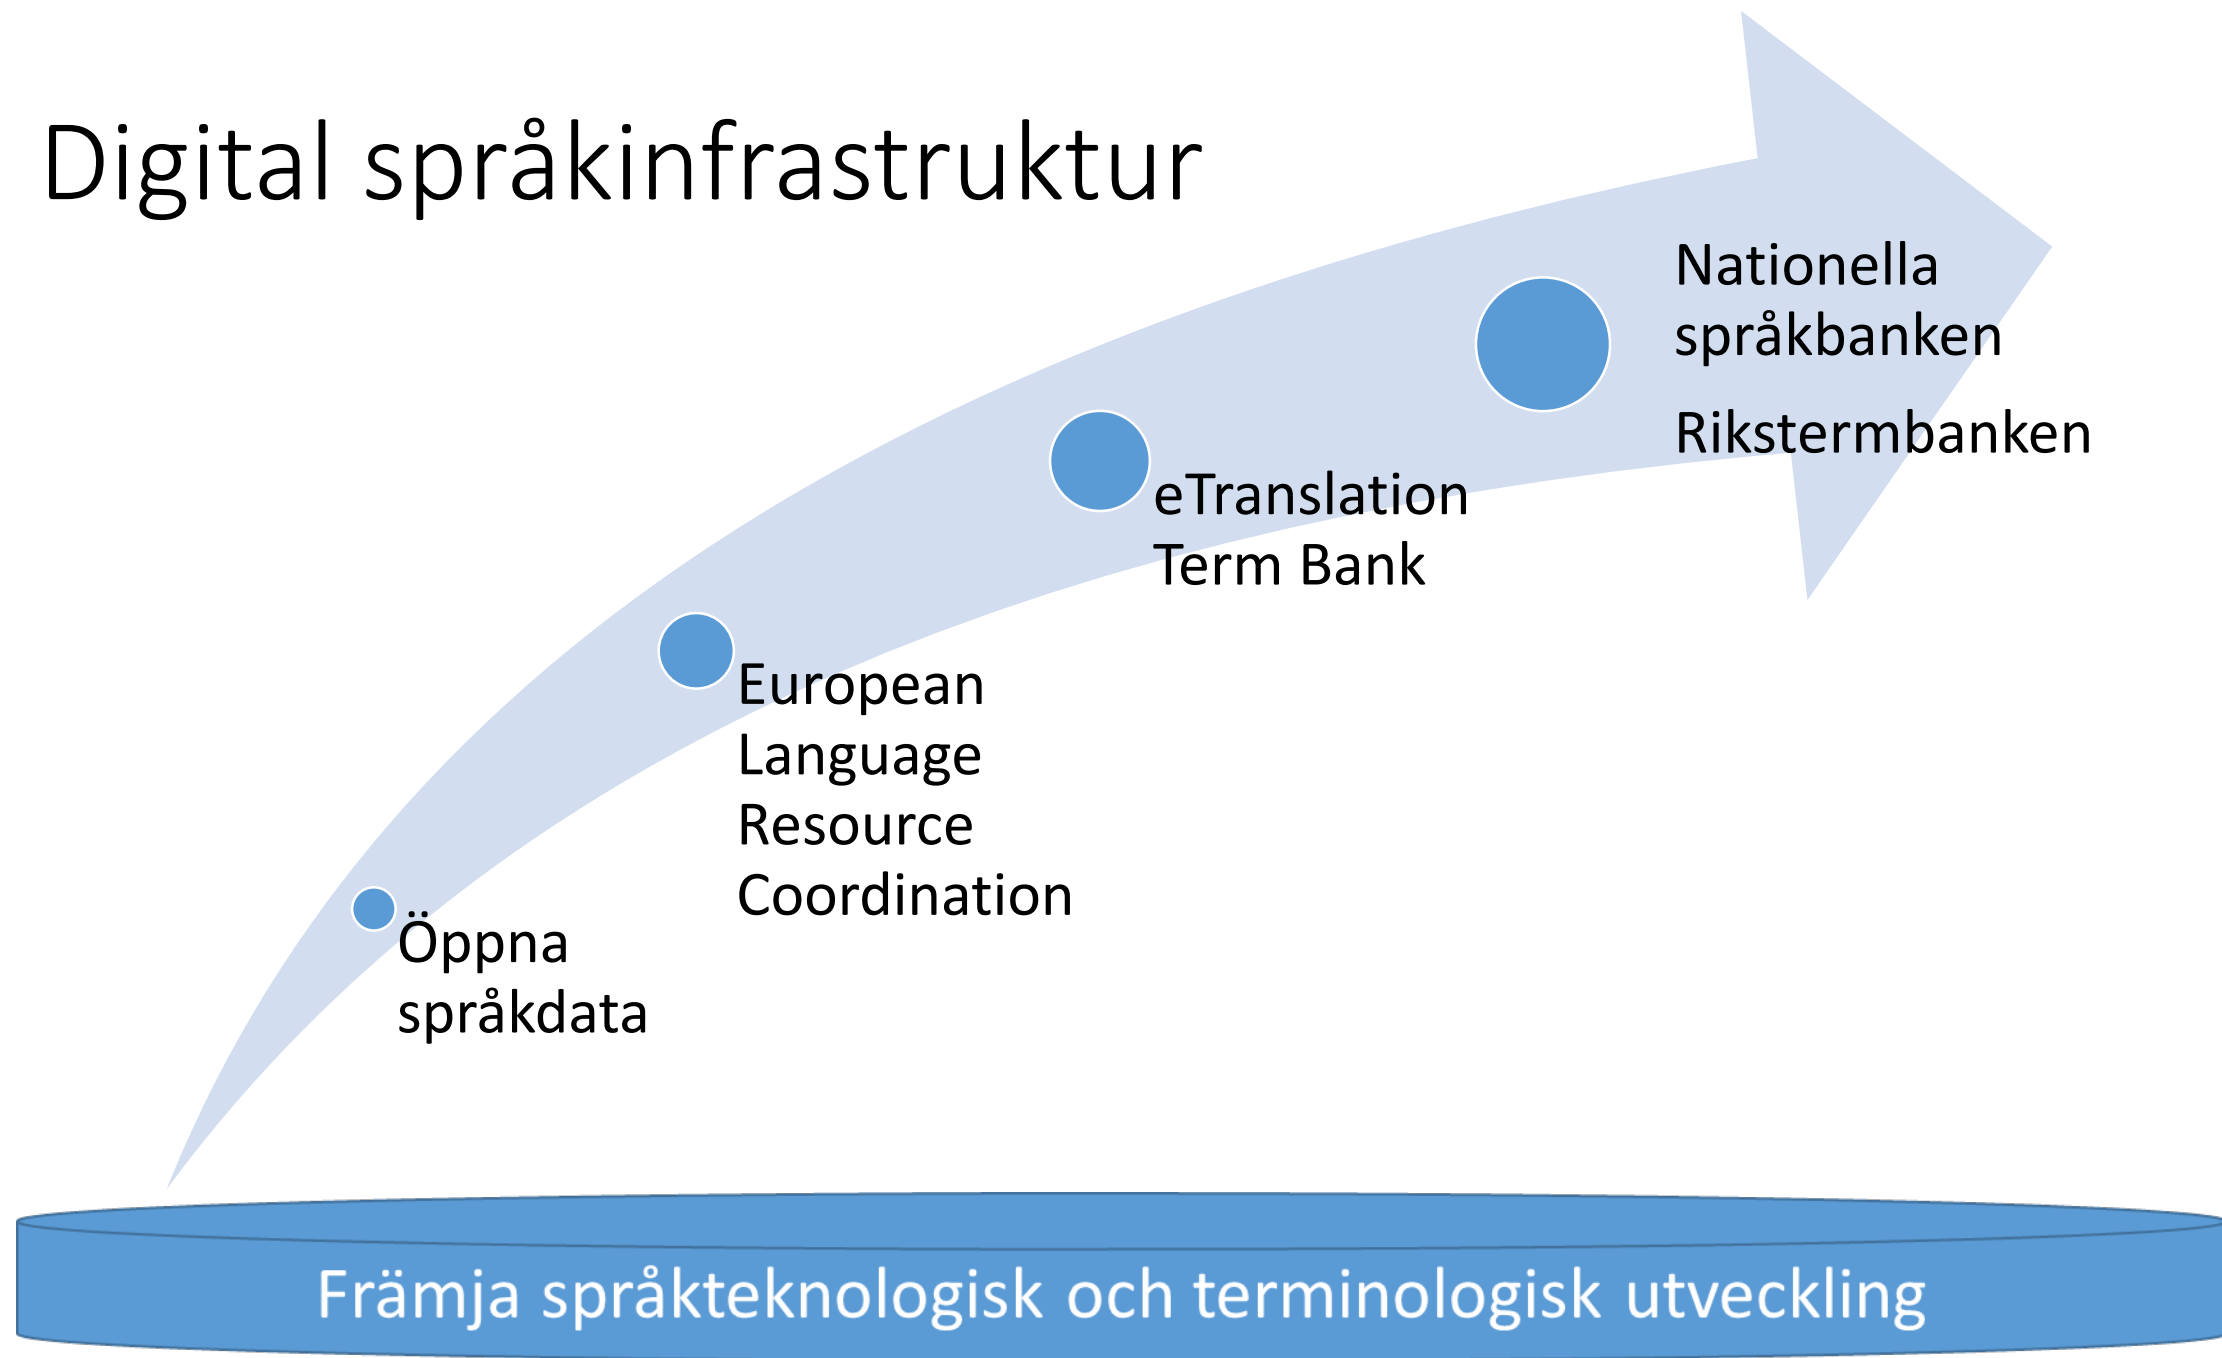 Digital språkinfrastruktur
Nationella
språkbanken
Rikstermbanken
eTranslation
Term Bank
European
Language
Resource
Coordination
Öppna
språkdata
Främja språkteknologisk och terminologisk utveckling